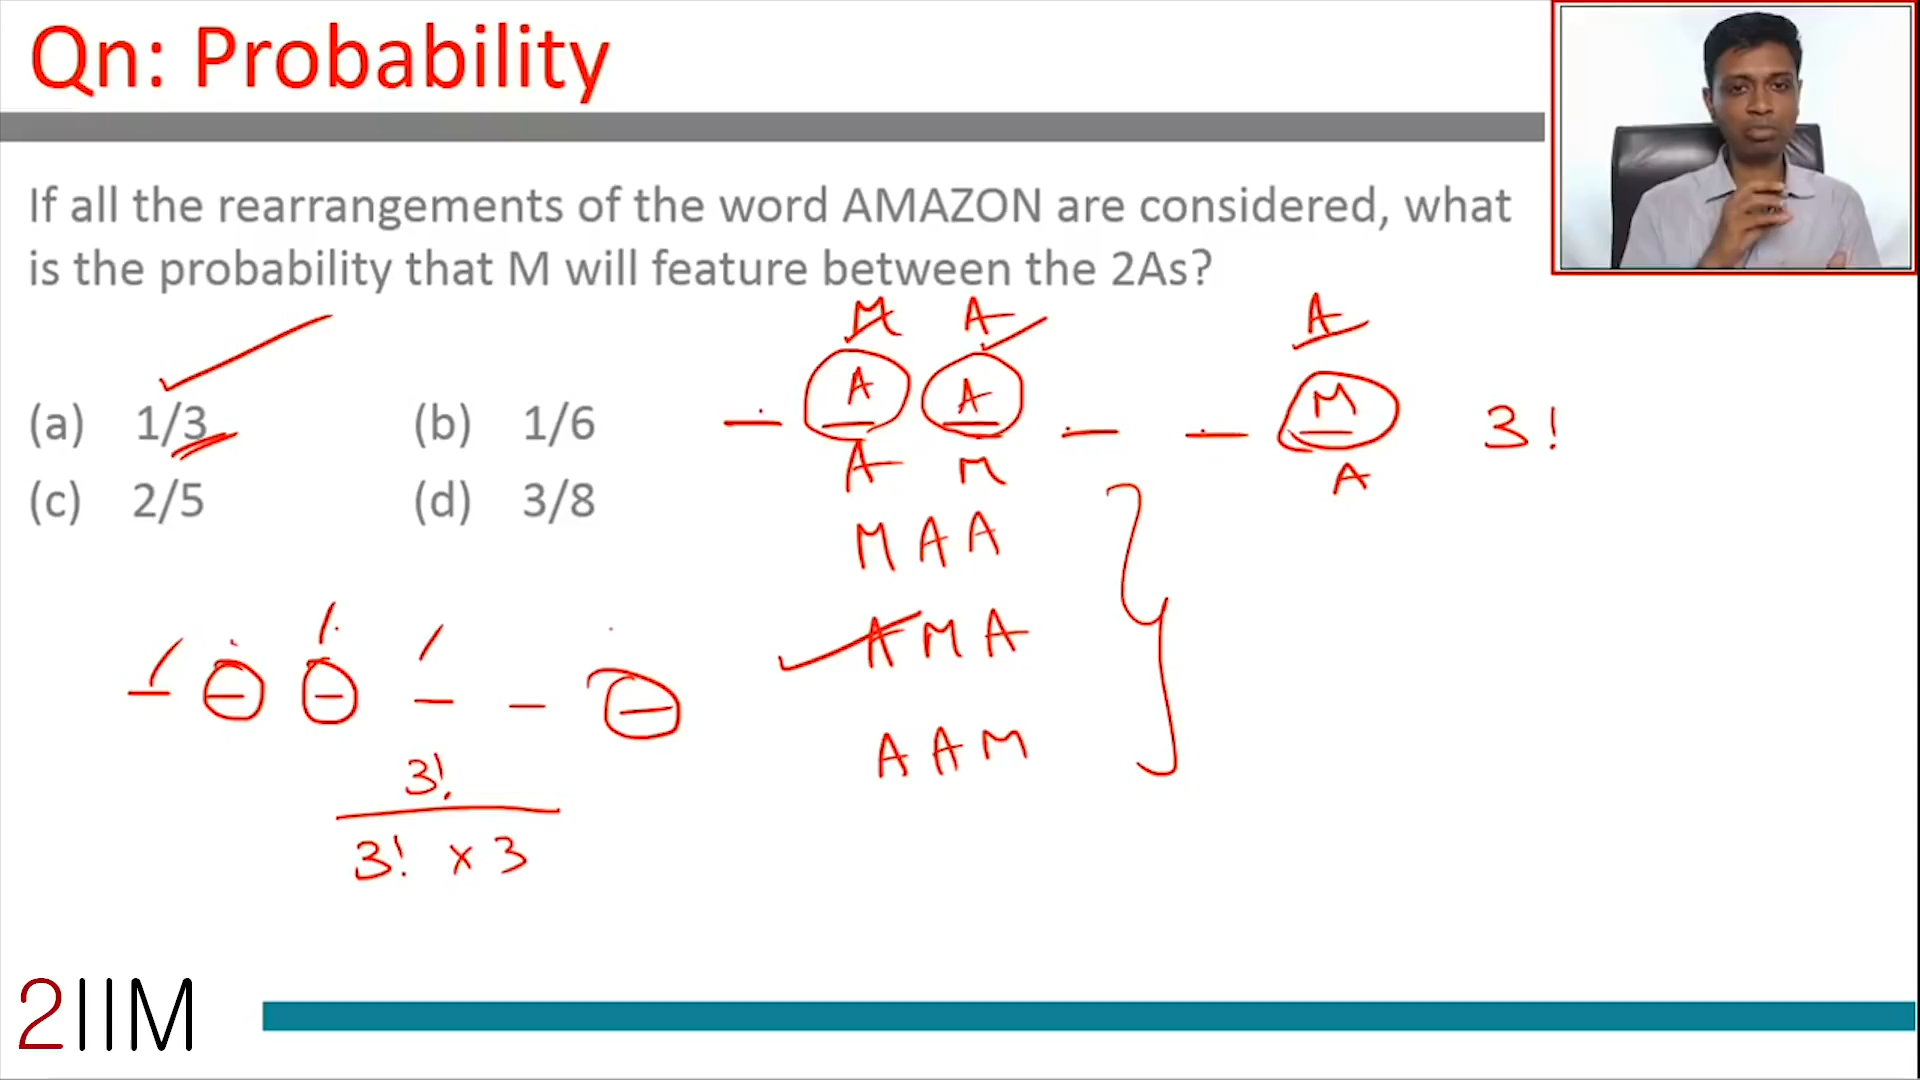 Qn: Probability
If all the rearrangements of the word AMAZON are considered, what
is the probability that M will feature between the 2As?
M A A
(a) 1/3 (b) 1/6
A A M 3!
(c) 2/5 (d) 3/8
A M A
M A A
A M A
A A M
3!
3! x 3
2IIM